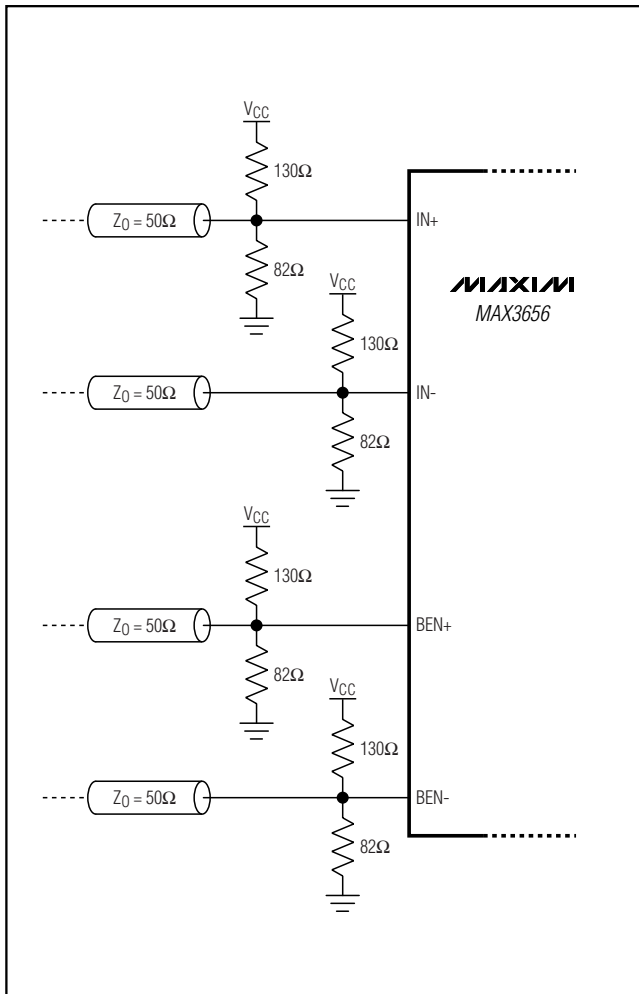 VCC
130Ω
Z0 = 50Ω
IN+
82Ω
VCC
MAXIM
MAX3656
130Ω
Z0 = 50Ω
IN-
82Ω
VCC
130Ω
Z0 = 50Ω
BEN+
82Ω
VCC
130Ω
Z0 = 50Ω
BEN-
82Ω